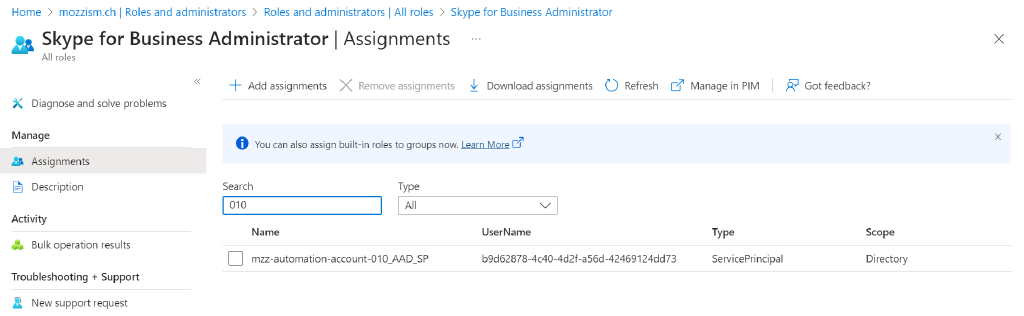 Home > mozzism.ch | Roles and administrators > Roles and administrators | All roles > Skype for Business Administrator
Skype for Business Administrator | Assignments ...
All roles
Diagnose and solve problems
Manage
Assignments
Description
Activity
Bulk operation results
Troubleshooting + Support
New support request
Add assignments Remove assignments Download assignments Refresh Manage in PIM Got feedback?
You can also assign built-in roles to groups now. Learn More
Search Type
010 All
Name UserName Type Scope
mzz-automation-account-010_AAD_SP b9d62878-4c40-4d2f-a56d-42469124dd73 ServicePrincipal Directory